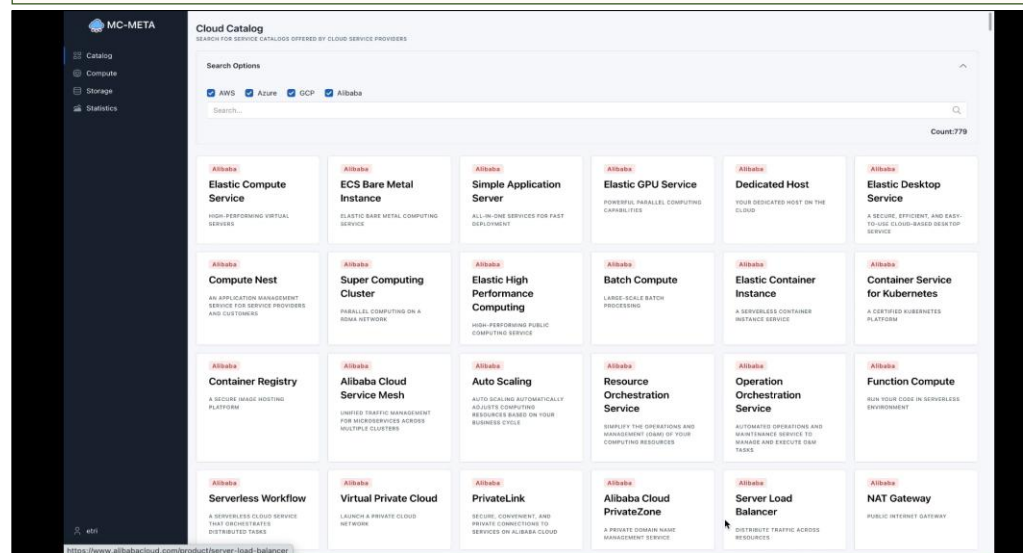 MC-META
Catalog
Compute
Storage
Statistics
Cloud Catalog
SEARCH FOR SERVICE CATALOGS OFFERED BY CLOUD SERVICE PROVIDERS
Search Options
AWS Azure GCP Alibaba
Search...
Count:779
Alibaba
Elastic Compute
Service
HIGH-PERFORMING VIRTUAL
SERVERS
Alibaba
ECS Bare Metal
Instance
ELASTIC BARE METAL COMPUTING
SERVICE
Alibaba
Simple Application
Server
ALL-IN-ONE SERVICES FOR FAST
DEPLOYMENT
Alibaba
Elastic GPU Service
POWERFUL PARALLEL COMPUTING
CAPABILITIES
Alibaba
Dedicated Host
YOUR DEDICATED HOST ON THE
CLOUD
Alibaba
Elastic Desktop
Service
A SECURE, EFFICIENT, AND EASY-
TO-USE CLOUD-BASED DESKTOP
SERVICE
Alibaba
Compute Nest
AN APPLICATION MANAGEMENT
SERVICE FOR SERVICE PROVIDERS
AND CUSTOMERS
Alibaba
Super Computing
Cluster
PARALLEL COMPUTING ON A
RDMA NETWORK
Alibaba
Elastic High
Performance
Computing
HIGH-PERFORMING PUBLIC
COMPUTING SERVICE
Alibaba
Batch Compute
LARGE-SCALE BATCH
PROCESSING
Alibaba
Elastic Container
Instance
A SERVERLESS CONTAINER
INSTANCE SERVICE
Alibaba
Container Service
for Kubernetes
A CERTIFIED KUBERNETES
PLATFORM
Alibaba
Container Registry
A SECURE IMAGE HOSTING
PLATFORM
Alibaba
Alibaba Cloud
Service Mesh
UNIFIED TRAFFIC MANAGEMENT
FOR MICROSERVICES ACROSS
MULTIPLE CLUSTERS
Alibaba
Auto Scaling
AUTO SCALING AUTOMATICALLY
ADJUSTS COMPUTING
RESOURCES BASED ON YOUR
BUSINESS CYCLE
Alibaba
Resource
Orchestration
Service
SIMPLIFY THE OPERATIONS AND
MANAGEMENT (O&M) OF YOUR
COMPUTING RESOURCES
Alibaba
Operation
Orchestration
Service
AUTOMATED OPERATIONS AND
MAINTENANCE SERVICE TO
MANAGE AND EXECUTE O&M
TASKS
Alibaba
Function Compute
RUN YOUR CODE IN SERVERLESS
ENVIRONMENT
Alibaba
Serverless Workflow
A SERVERLESS CLOUD SERVICE
THAT ORCHESTRATES
DISTRIBUTED TASKS
Alibaba
Virtual Private Cloud
LAUNCH A PRIVATE CLOUD
NETWORK
Alibaba
PrivateLink
SECURE, CONVENIENT, AND
PRIVATE CONNECTIONS TO
SERVICES ON ALIBABA CLOUD
Alibaba
Alibaba Cloud
PrivateZone
A PRIVATE DOMAIN NAME
MANAGEMENT SERVICE
Alibaba
Server Load
Balancer
DISTRIBUTE TRAFFIC ACROSS
RESOURCES
Alibaba
NAT Gateway
PUBLIC INTERNET GATEWAY
etri
https://www.alibabacloud.com/product/server-load-balancer